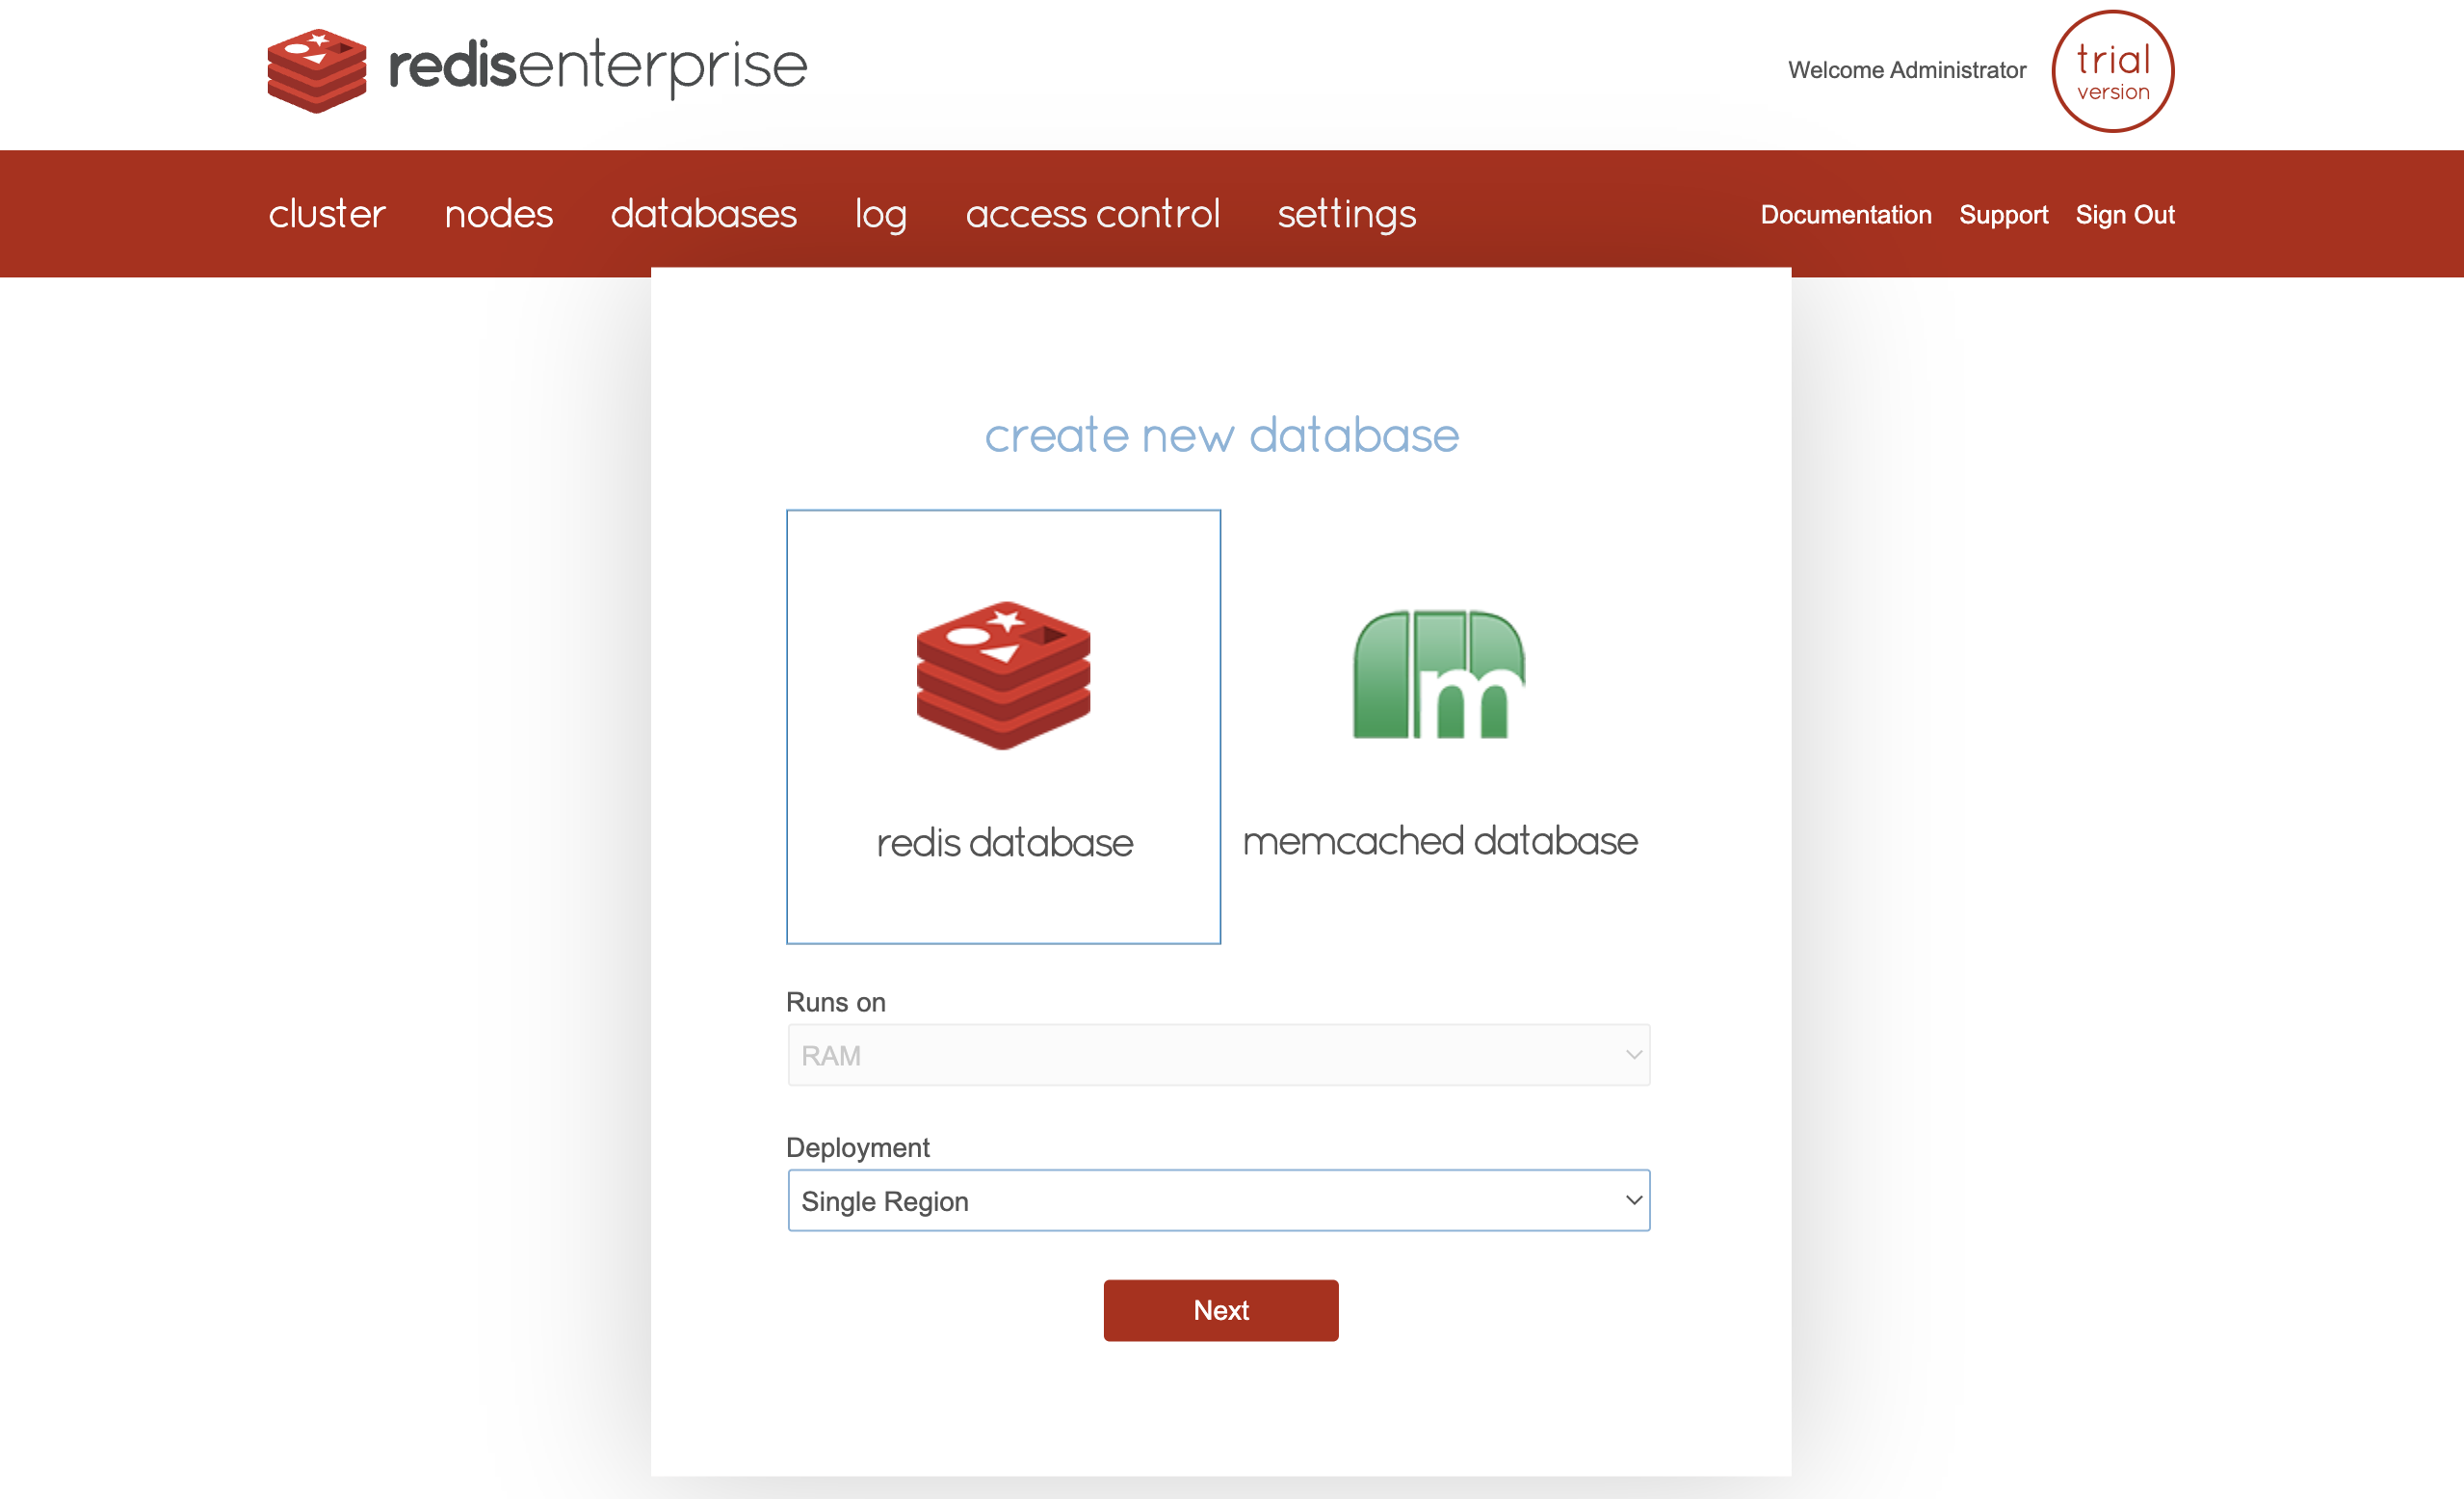 redisenterprise
Welcome Administrator
trial
version
cluster nodes databases log access control settings
Documentation Support Sign Out
create new database
redis database
m
memcached database
Runs on
RAM
Deployment
Single Region
Next